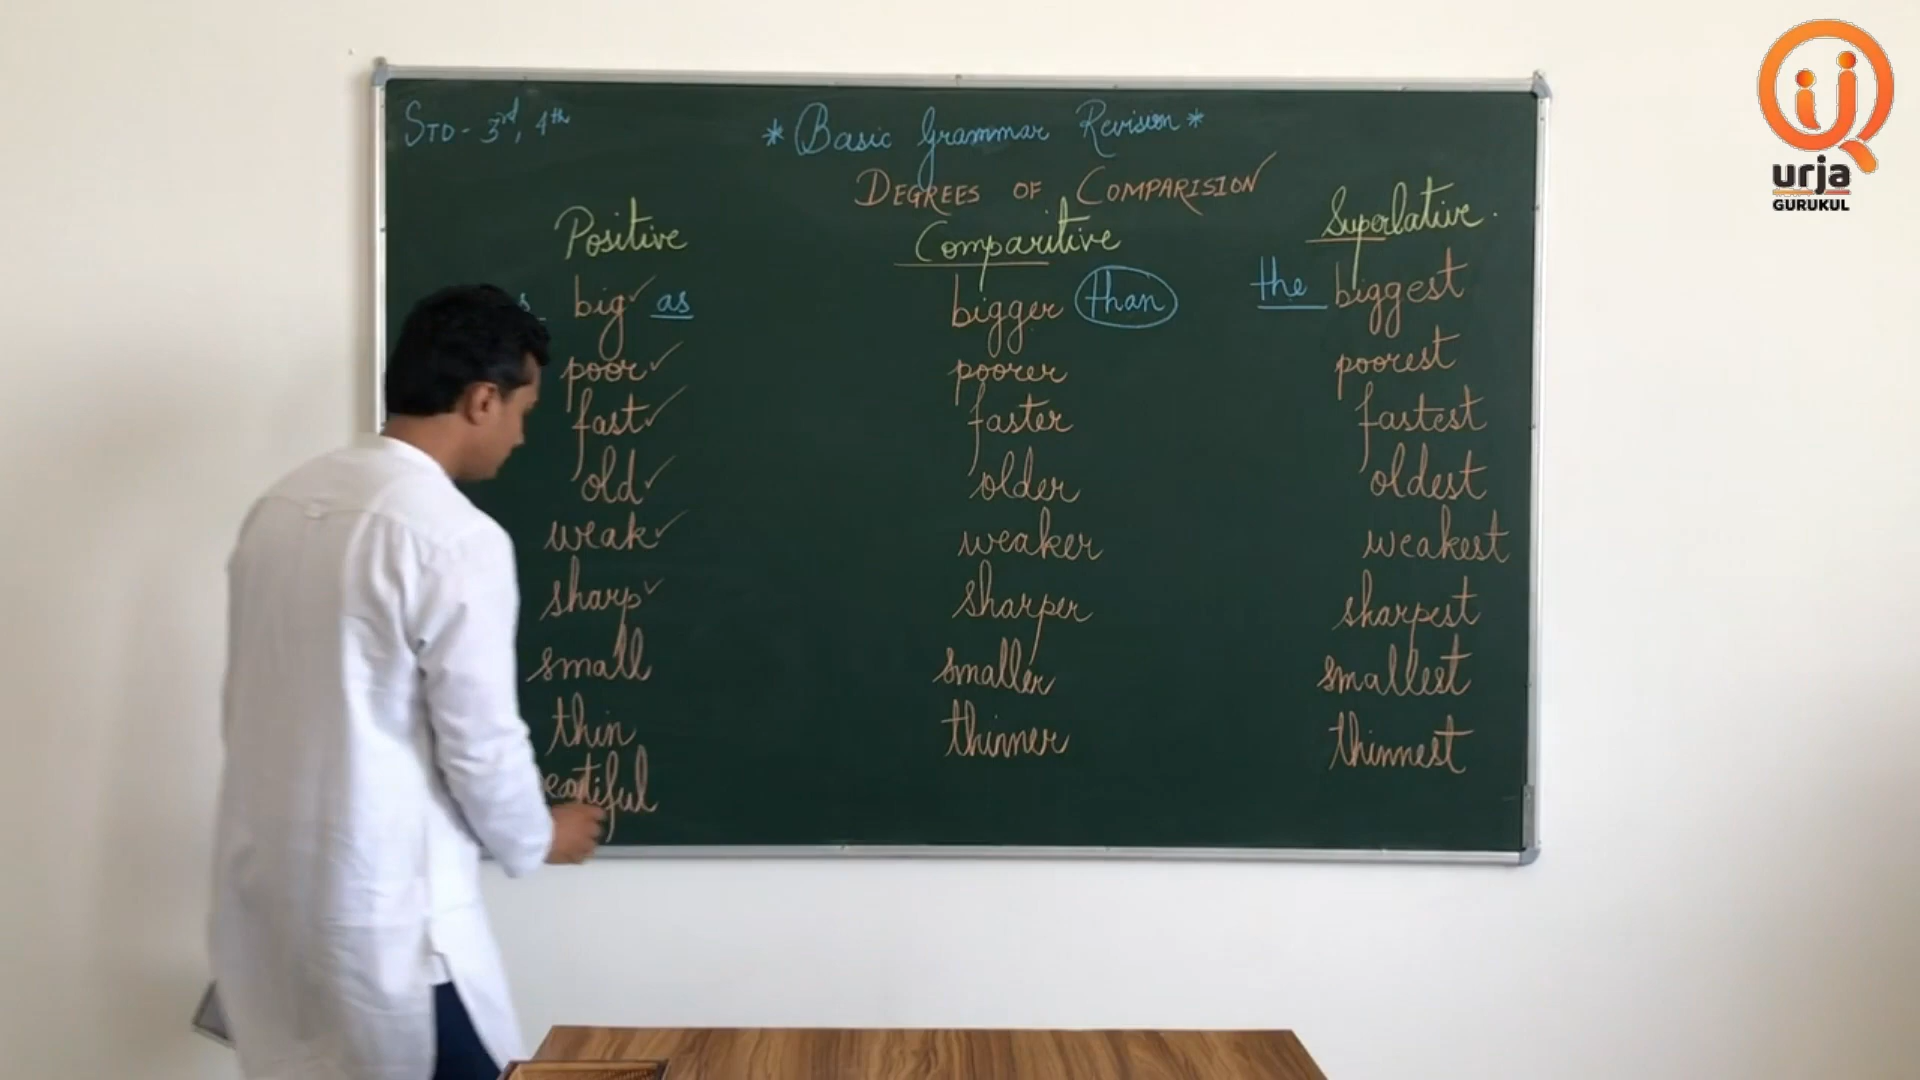 STD - 3rd, 4th
* Basic Grammar Revision *
DEGREES OF COMPARISION
Positive Comparitive Superlative.
big as bigger than the biggest
poor poorer poorest
fast faster fastest
old older oldest
weak weaker weakest
sharp sharper sharpest
small smaller smallest
thin thinner thinnest
urja
GURUKUL